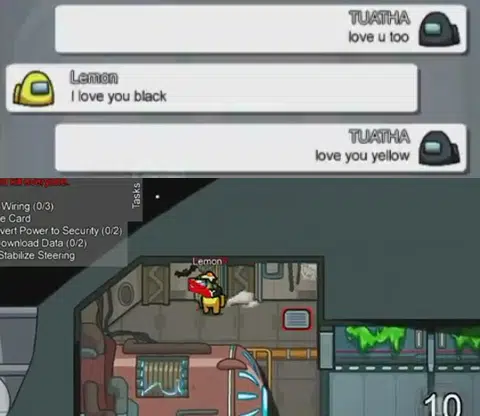 TUATHA
love u too
Lemon
I love you black
TUATHA
love you yellow
Tasks
Wiring (0/3)
e Card
vert Power to Security (0/2)
ownload Data (0/2)
Stabilize Steering
Lemon
10